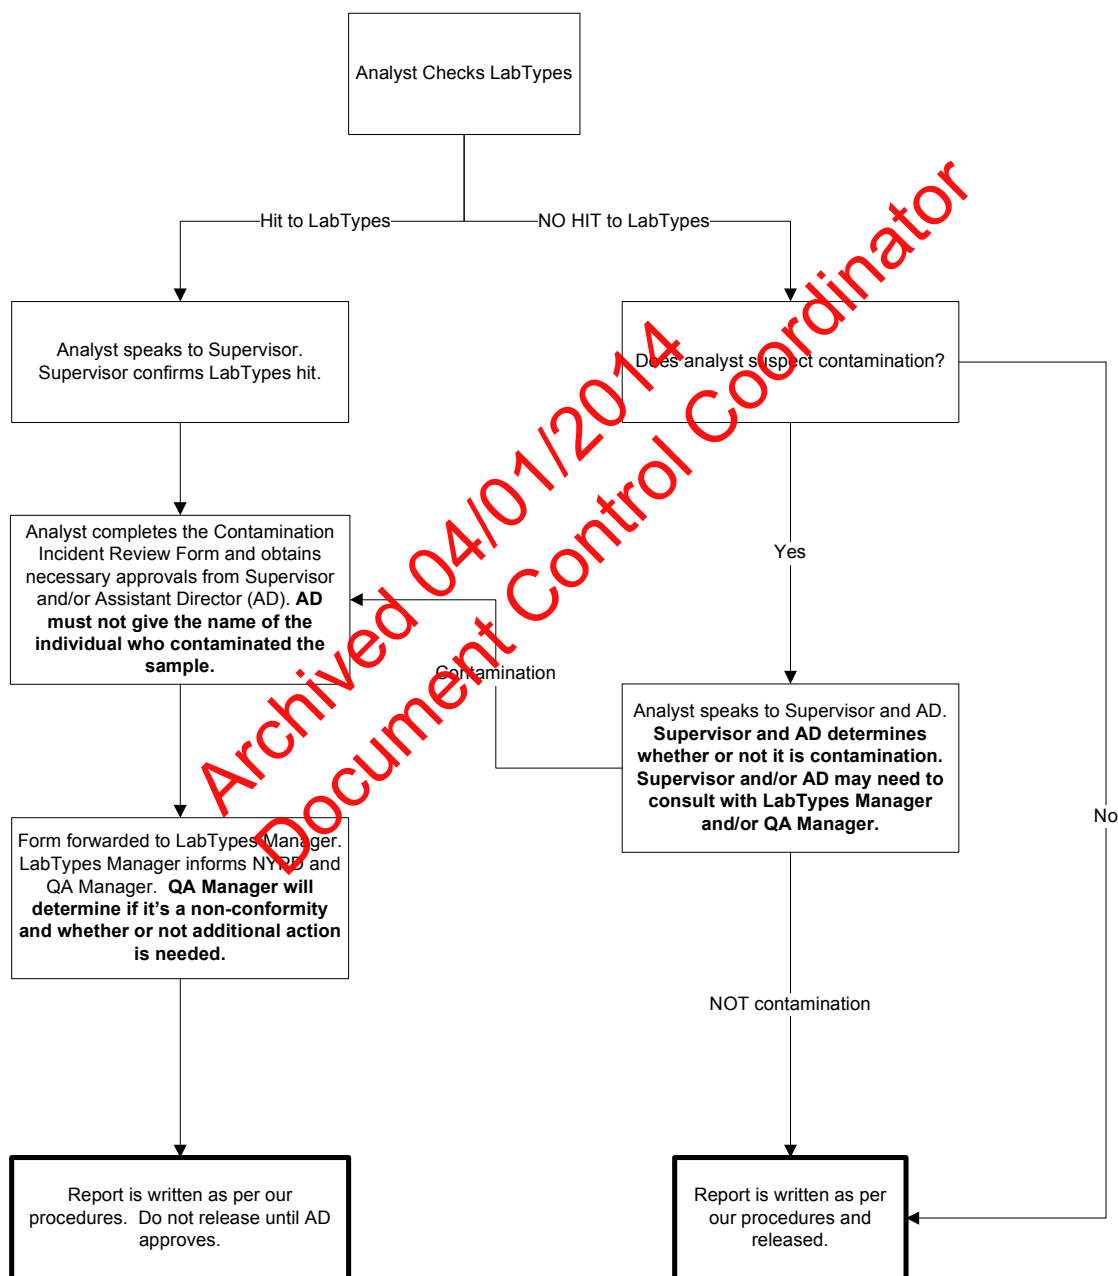 Analyst Checks LabTypes
Hit to LabTypes
NO HIT to LabTypes
Analyst speaks to Supervisor.
Supervisor confirms LabTypes hit.
Does analyst suspect contamination?
Analyst completes the Contamination
Incident Review Form and obtains
necessary approvals from Supervisor
and/or Assistant Director (AD). AD
must not give the name of the
individual who contaminated the
sample.
Yes
Contamination
Analyst speaks to Supervisor and AD.
Supervisor and AD determines
whether or not it is contamination.
Supervisor and/or AD may need to
consult with LabTypes Manager
and/or QA Manager.
No
Form forwarded to LabTypes Manager.
LabTypes Manager informs NYPD and
QA Manager. QA Manager will
determine if it's a non-conformity
and whether or not additional action
is needed.
NOT contamination
Report is written as per our
procedures. Do not release until AD
approves.
Report is written as per
our procedures and
released.
Archived 04/01/2014
Document Control Coordinator